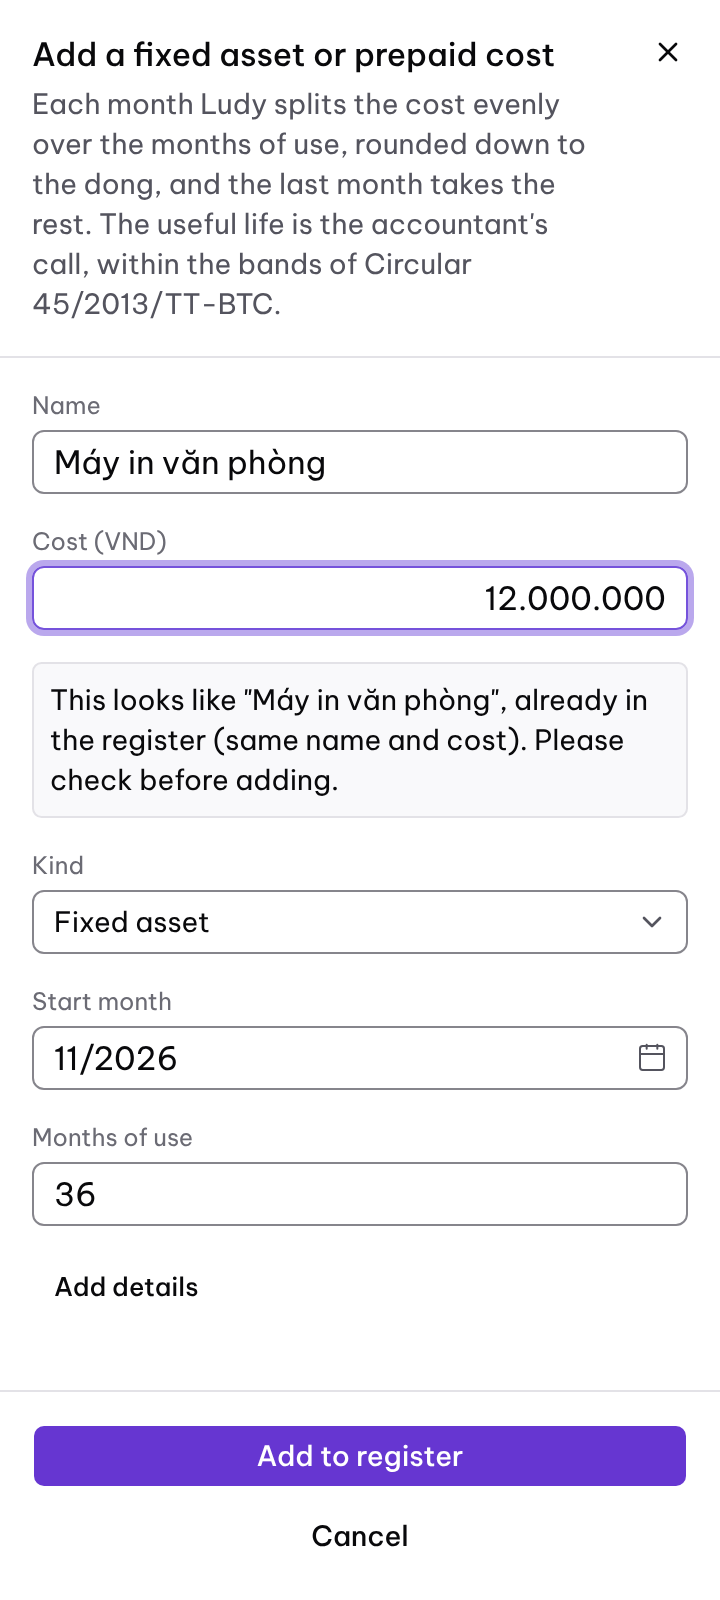 Add a fixed asset or prepaid cost
Each month Ludy splits the cost evenly
over the months of use, rounded down to
the dong, and the last month takes the
rest. The useful life is the accountant's
call, within the bands of Circular
45/2013/TT-BTC.
Name
Máy in văn phòng
Cost (VND)
12.000.000
This looks like "Máy in văn phòng", already in
the register (same name and cost). Please
check before adding.
Kind
Fixed asset
Start month
11/2026
Months of use
36
Add details
Add to register
Cancel